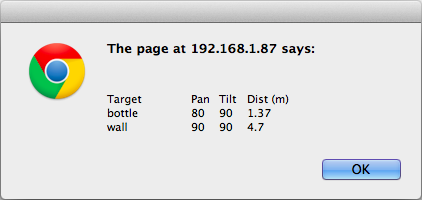 The page at 192.168.1.87 says:
Target Pan Tilt Dist (m)
bottle 80 90 1.37
wall 90 90 4.7
OK